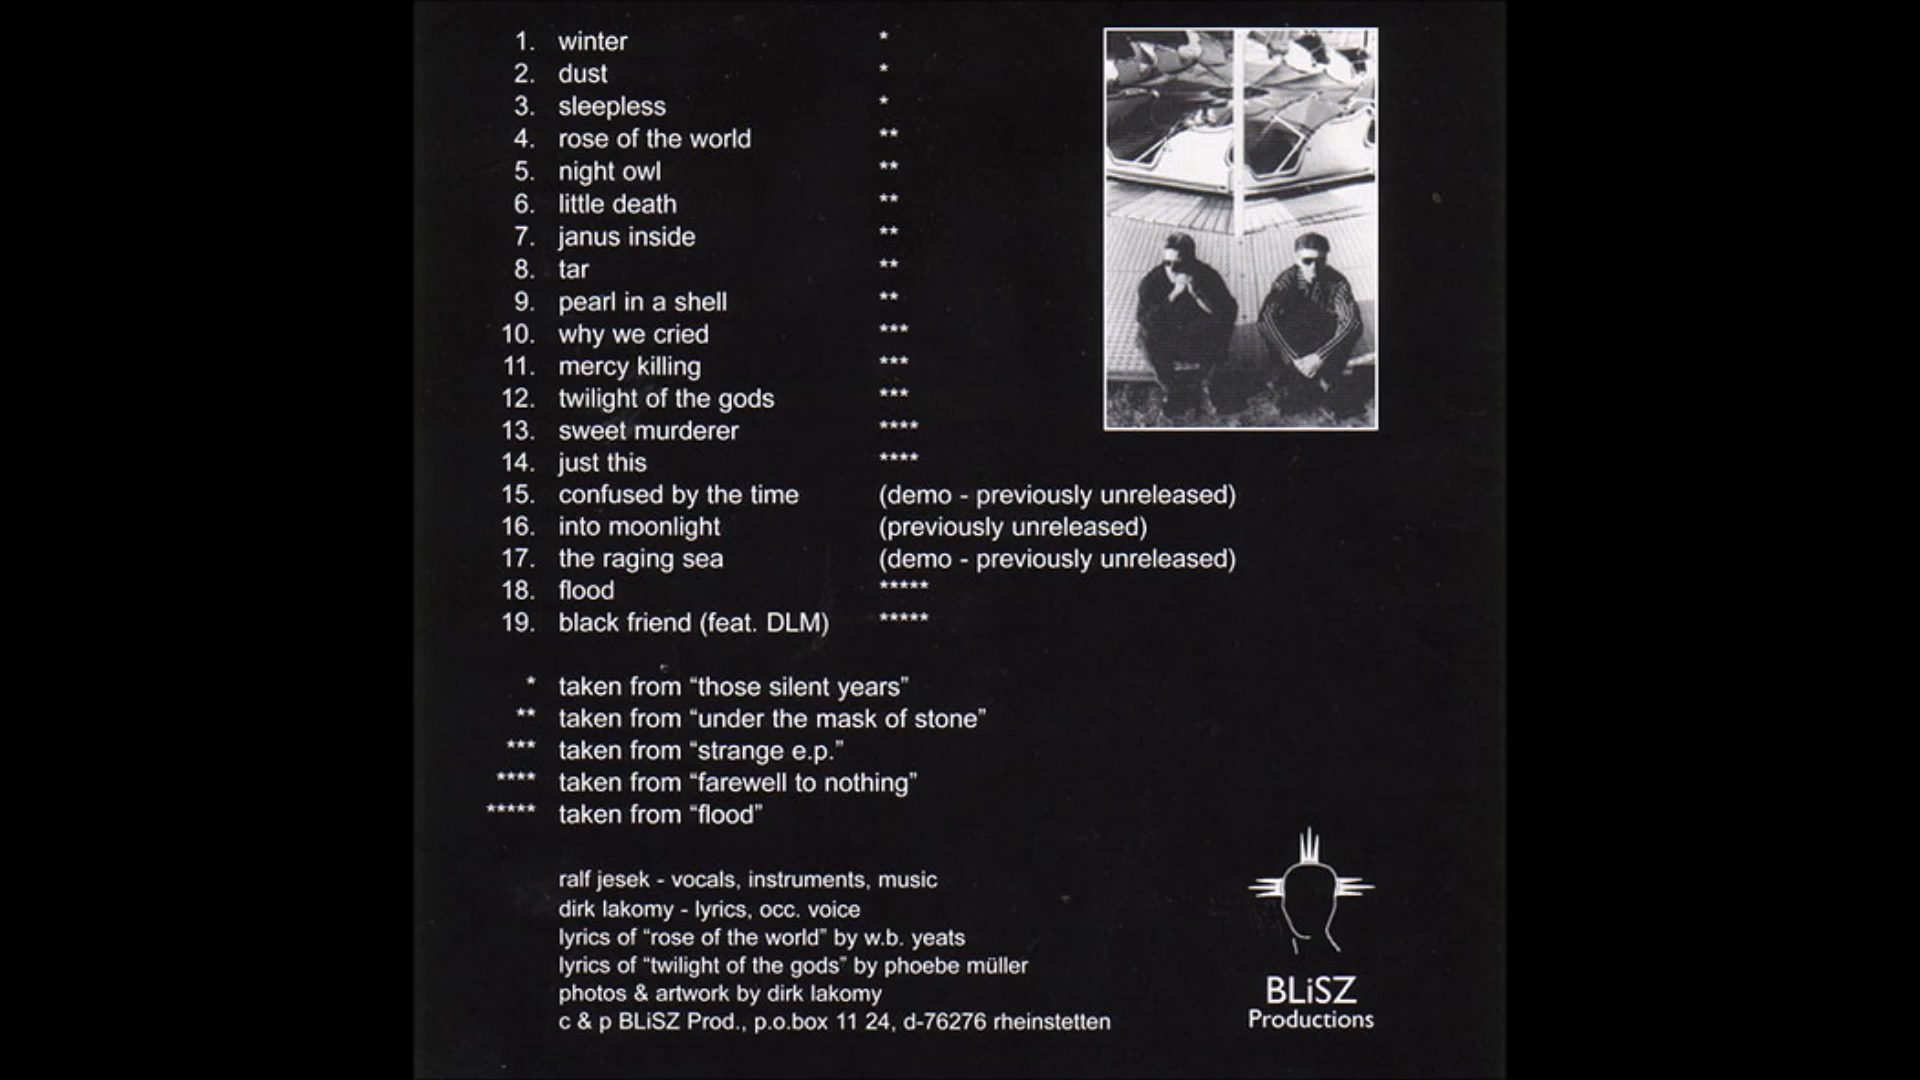 1. winter *
2. dust *
3. sleepless *
4. rose of the world **
5. night owl **
6. little death **
7. janus inside **
8. tar **
9. pearl in a shell **
10. why we cried ***
11. mercy killing ***
12. twilight of the gods ***
13. sweet murderer ****
14. just this ****
15. confused by the time (demo - previously unreleased)
16. into moonlight (previously unreleased)
17. the raging sea (demo - previously unreleased)
18. flood *****
19. black friend (feat. DLM) *****
* taken from “those silent years”
** taken from “under the mask of stone”
*** taken from “strange e.p.”
**** taken from “farewell to nothing”
***** taken from “flood”
ralf jesek - vocals, instruments, music
dirk lakomy - lyrics, occ. voice
lyrics of “rose of the world” by w.b. yeats
lyrics of “twilight of the gods” by phoebe müller
photos & artwork by dirk lakomy
c & p BLiSZ Prod., p.o.box 11 24, d-76276 rheinstetten
BLiSZ
Productions